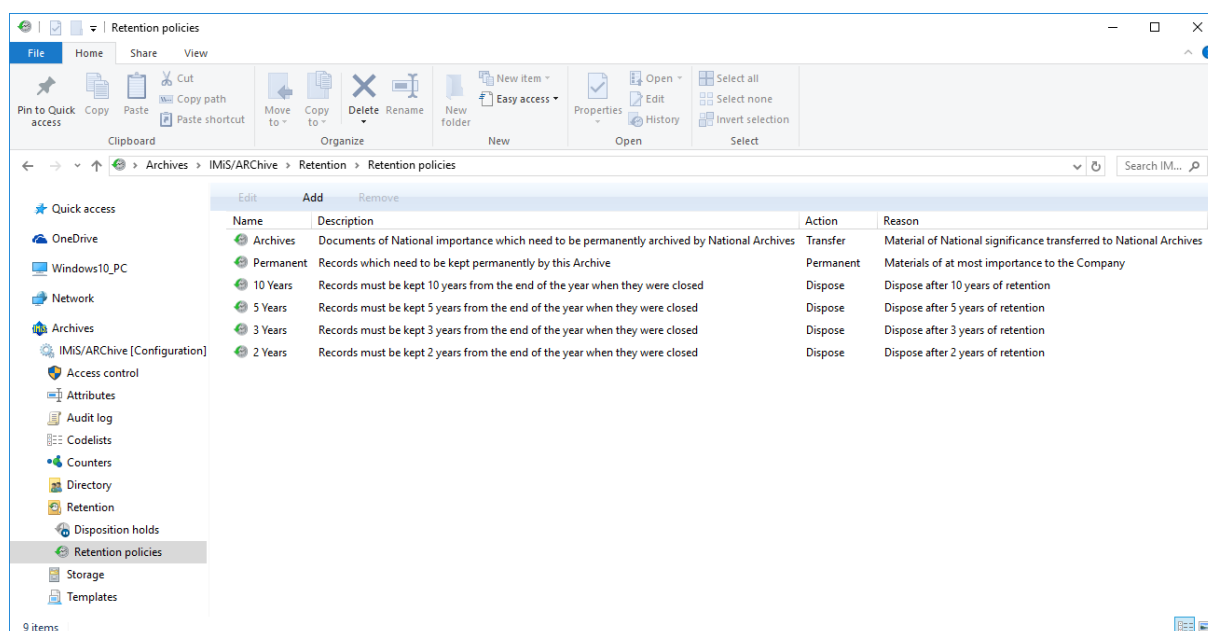 Retention policies
File Home Share View
Pin to Quick access Copy Paste Cut Copy path Paste shortcut Move to Copy to Delete Rename New folder New item Easy access Properties Open Edit History Select all Select none Invert selection
Clipboard Organize New Open Select
Archives IMiS/ARChive Retention Retention policies Search IM...
Edit Add Remove
Name Description Action Reason
Archives Documents of National importance which need to be permanently archived by National Archives Transfer Material of National significance transferred to National Archives
Permanent Records which need to be kept permanently by this Archive Permanent Materials of at most importance to the Company
10 Years Records must be kept 10 years from the end of the year when they were closed Dispose Dispose after 10 years of retention
5 Years Records must be kept 5 years from the end of the year when they were closed Dispose Dispose after 5 years of retention
3 Years Records must be kept 3 years from the end of the year when they were closed Dispose Dispose after 3 years of retention
2 Years Records must be kept 2 years from the end of the year when they were closed Dispose Dispose after 2 years of retention
Quick access
OneDrive
Windows10_PC
Network
Archives
IMiS/ARChive [Configuration]
Access control
Attributes
Audit log
Codelists
Counters
Directory
Retention
Disposition holds
Retention policies
Storage
Templates
9 items